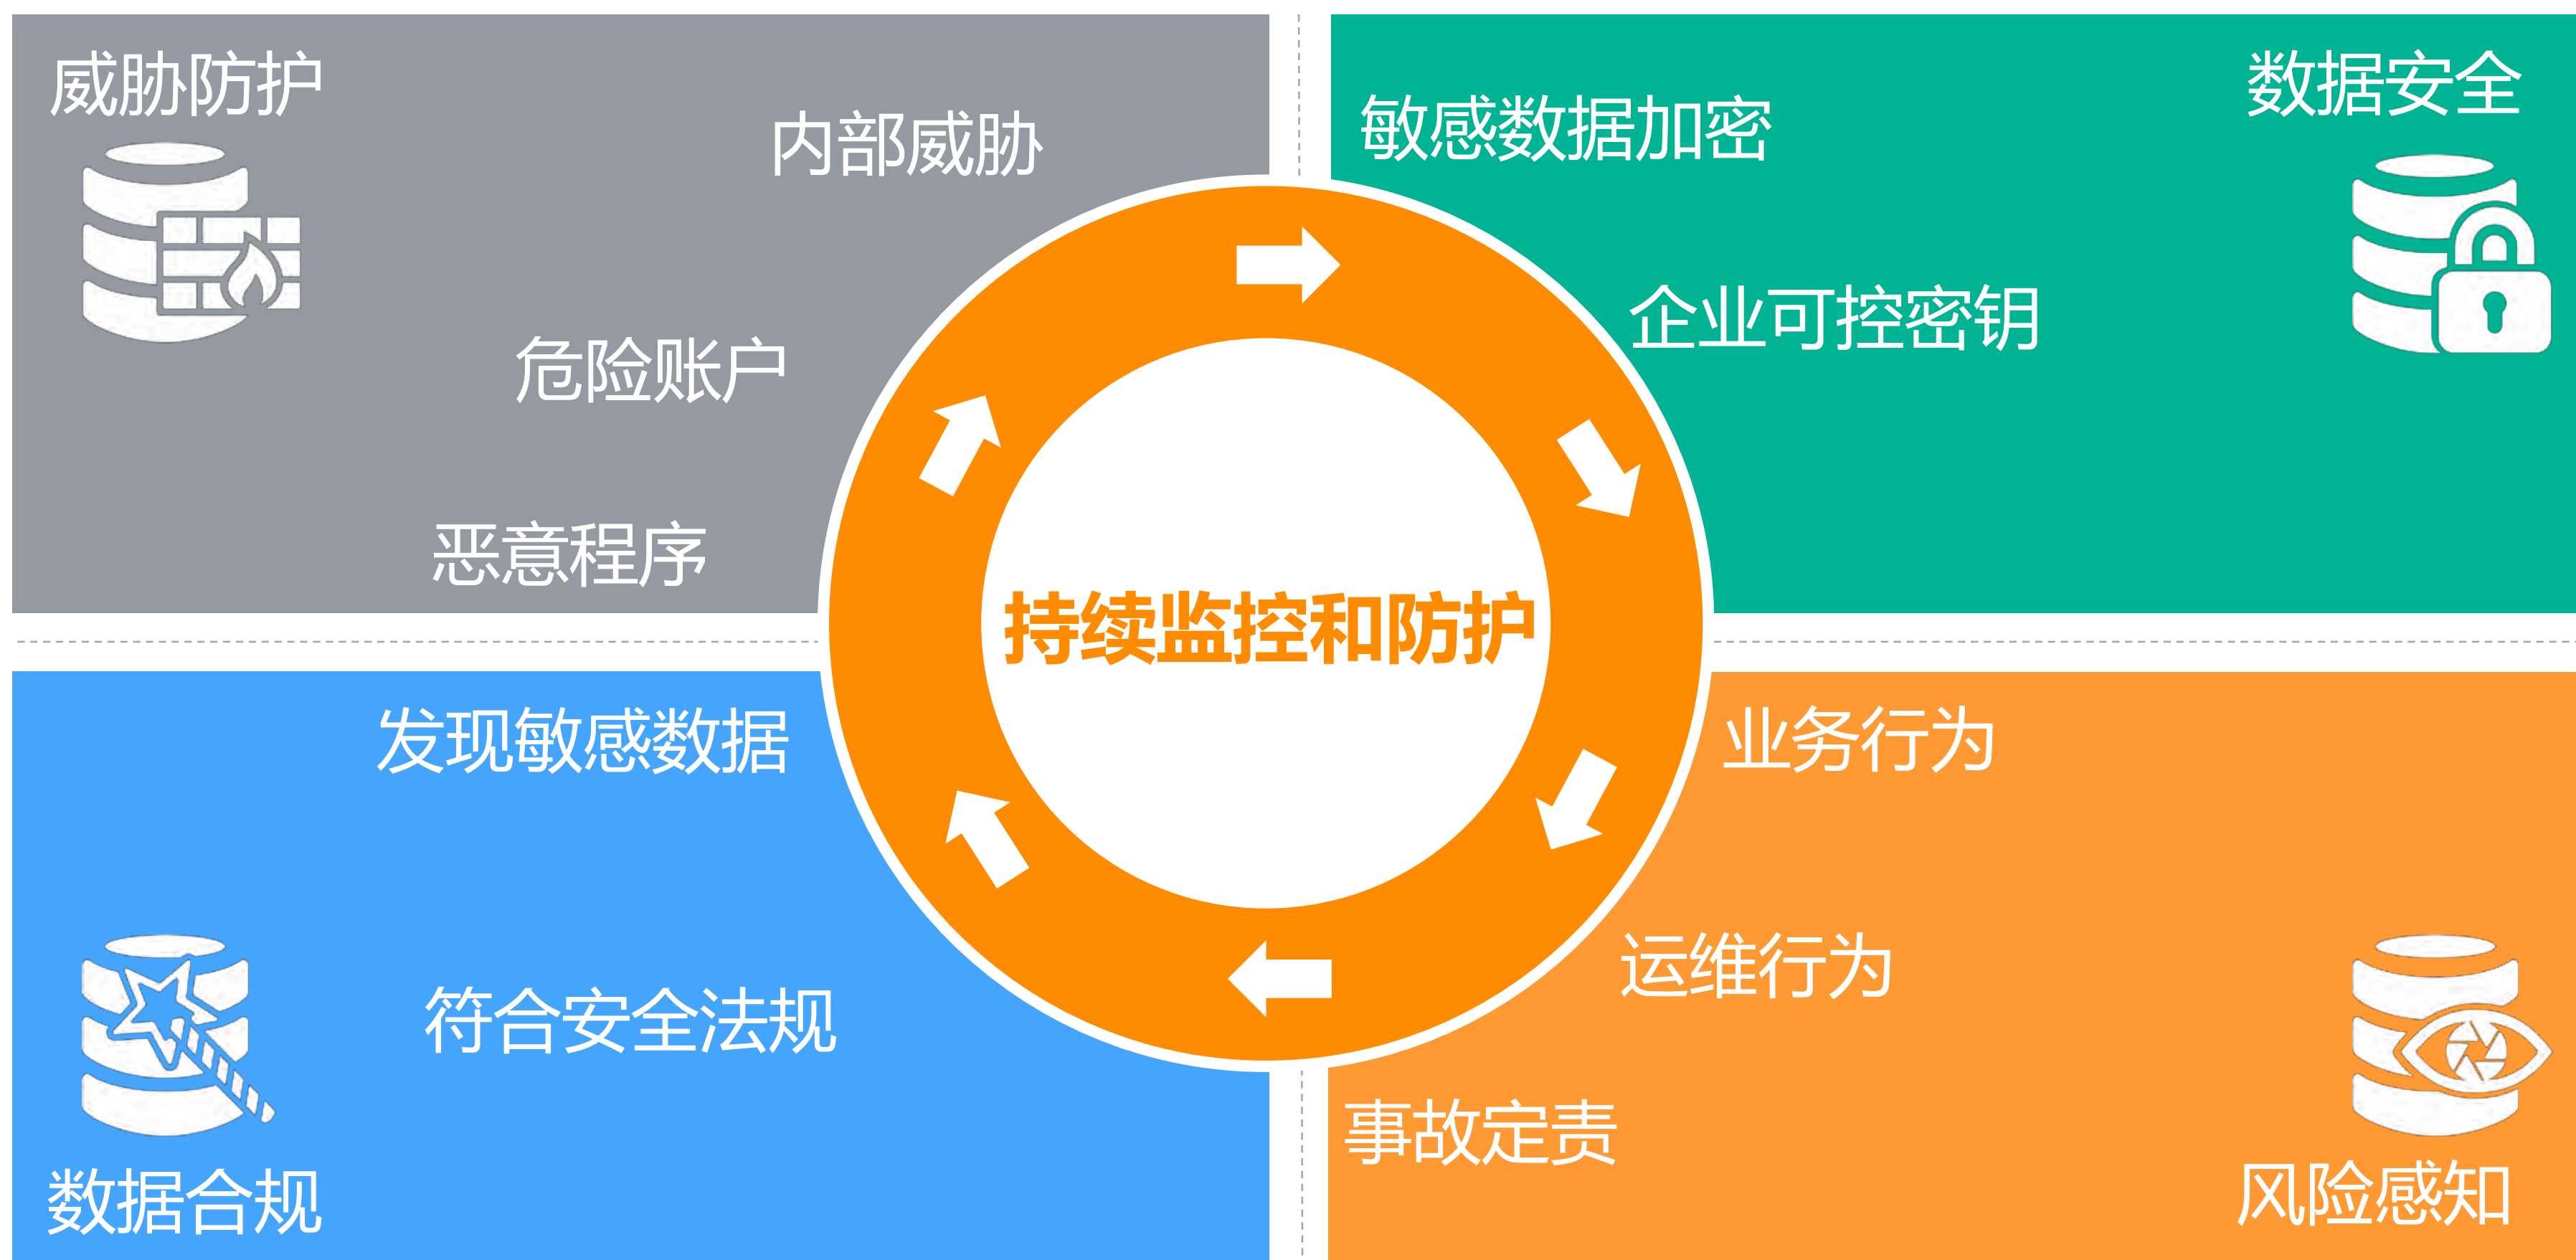 威胁防护
内部威胁
危险账户
恶意程序
数据安全
敏感数据加密
企业可控密钥
持续监控和防护
发现敏感数据
符合安全法规
数据合规
业务行为
运维行为
事故定责
风险感知